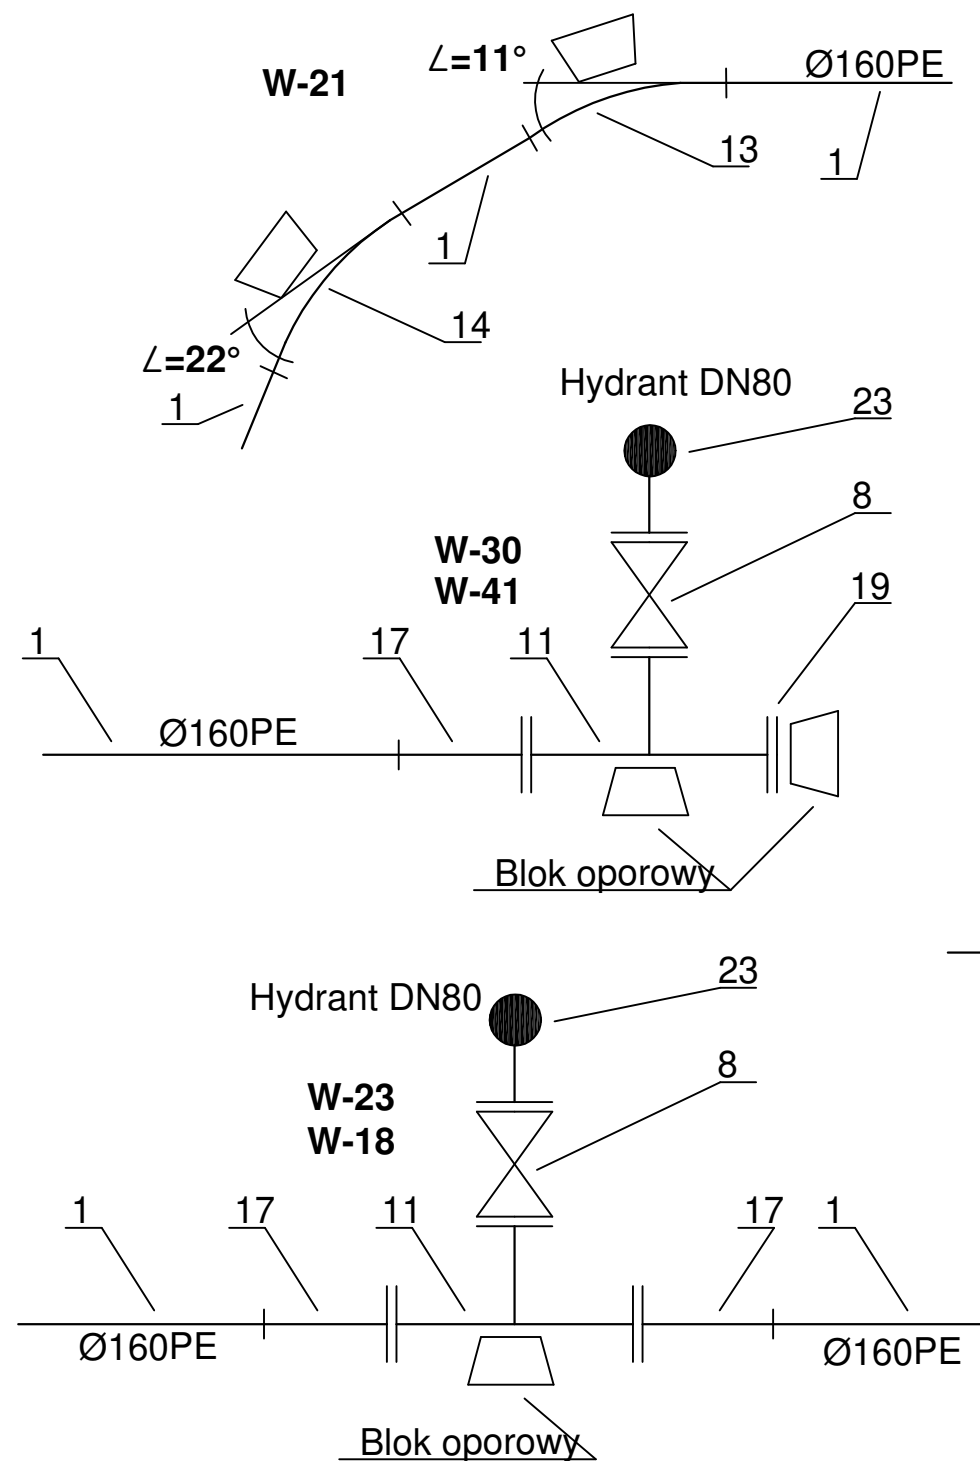 W-21
∠=11°
Ø160PE
13
1
1
14
∠=22°
1
Hydrant DN80
23
8
W-30
W-41
19
1
17
11
Ø160PE
Blok oporowy
Hydrant DN80
23
8
W-23
W-18
1
17
11
17
1
Ø160PE
Ø160PE
Blok oporowy